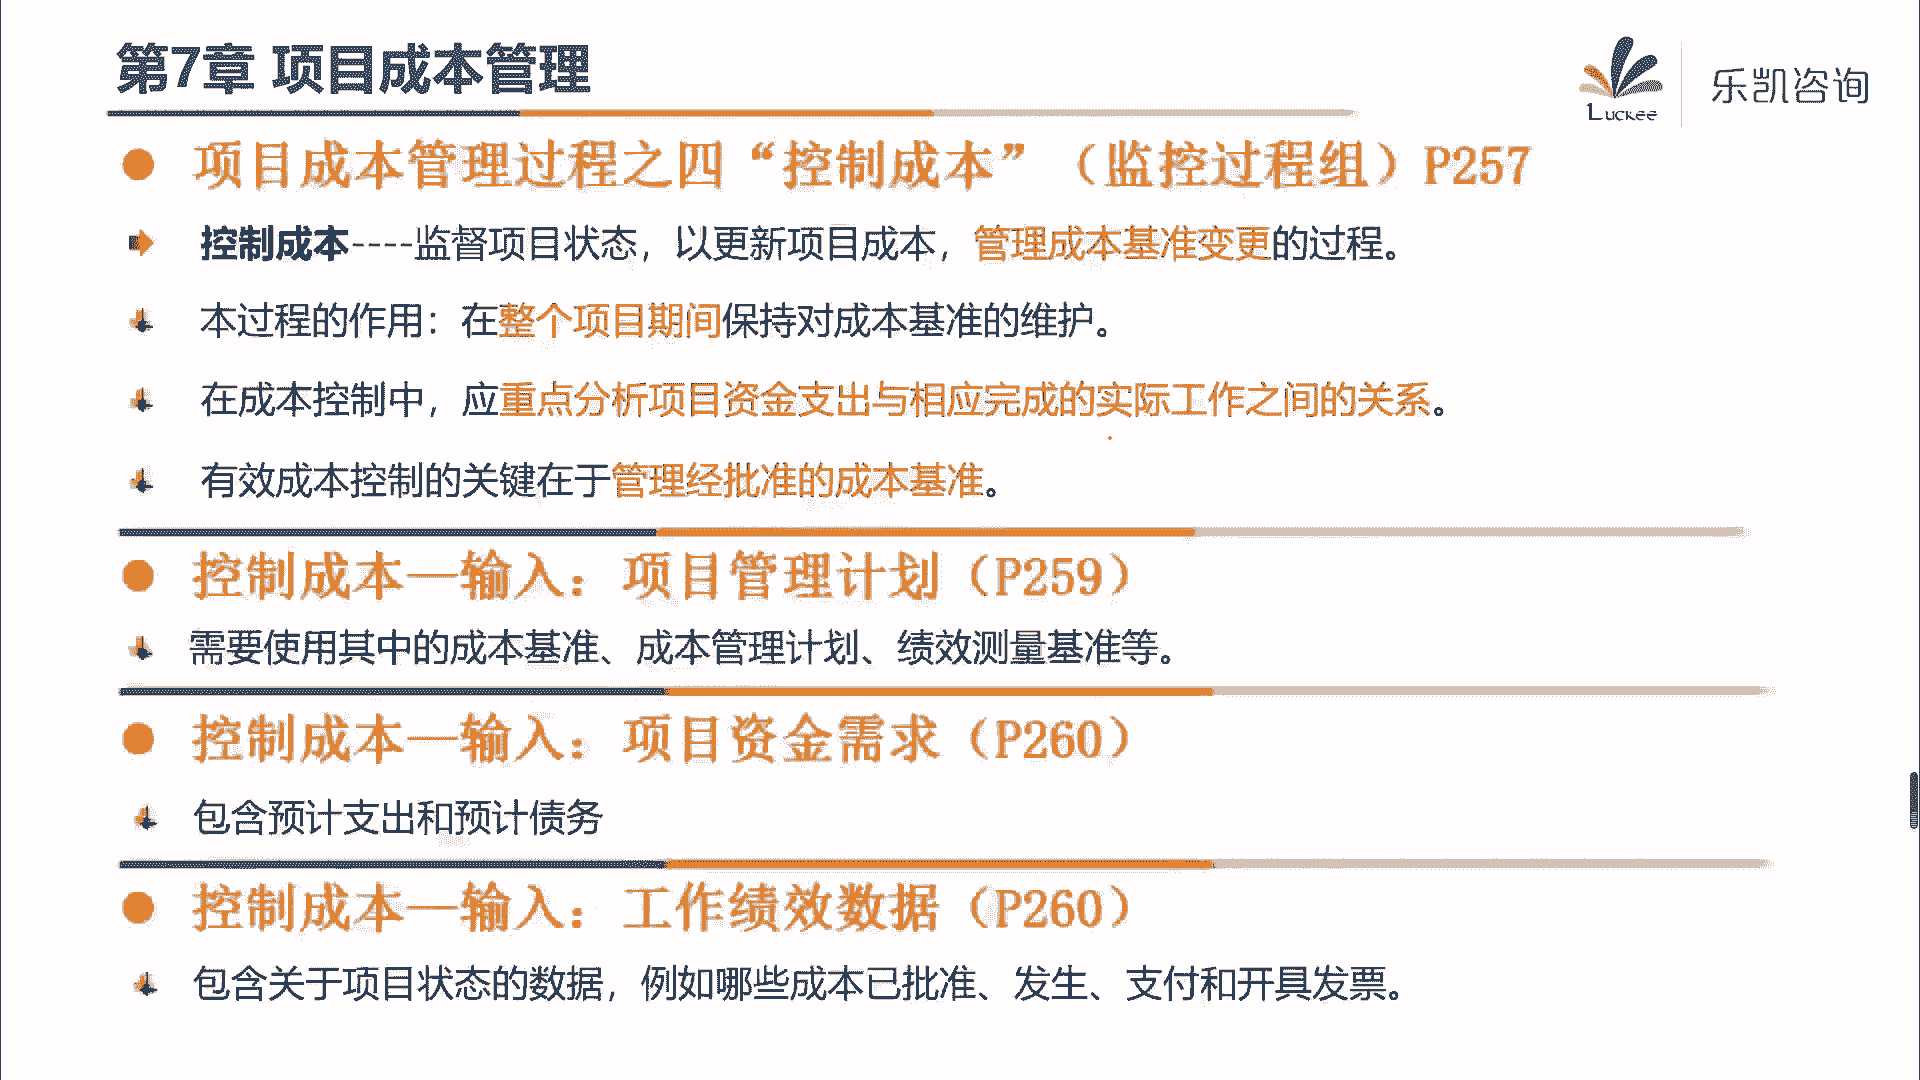 第7章 项目成本管理
Luckee
乐凯咨询
项目成本管理过程之四“控制成本”（监控过程组）P257
控制成本----监督项目状态，以更新项目成本，管理成本基准变更的过程。
本过程的作用：在整个项目期间保持对成本基准的维护。
在成本控制中，应重点分析项目资金支出与相应完成的实际工作之间的关系。
有效成本控制的关键在于管理经批准的成本基准。
控制成本—输入：项目管理计划（P259）
需要使用其中的成本基准、成本管理计划、绩效测量基准等。
控制成本—输入：项目资金需求（P260）
包含预计支出和预计债务
控制成本—输入：工作绩效数据（P260）
包含关于项目状态的数据，例如哪些成本已批准、发生、支付和开具发票。